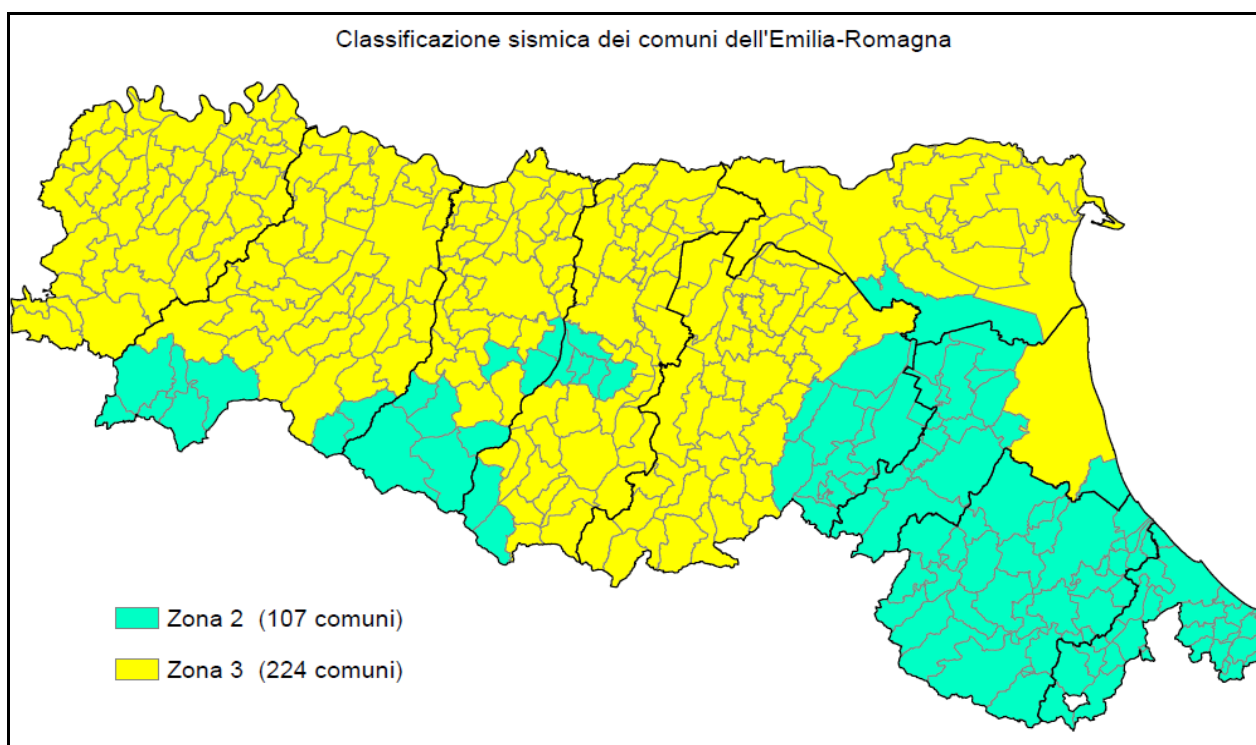 Classificazione sismica dei comuni dell'Emilia-Romagna
Zona 2 (107 comuni)
Zona 3 (224 comuni)